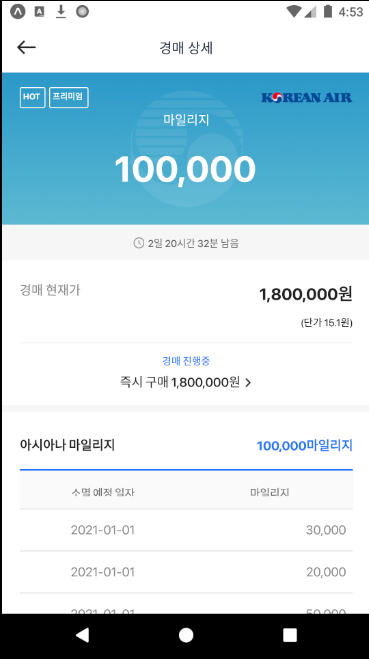 4:53
경매 상세
HOT 프리미엄 KOREAN AIR
마일리지
100,000
2일 20시간 32분 남음
경매 현재가 1,800,000원
(단가 15.1원)
경매 진행중
즉시 구매 1,800,000원
아시아나 마일리지 100,000마일리지
소멸 예정 일자 마일리지
2021-01-01 30,000
2021-01-01 20,000
2021-01-01 50,000